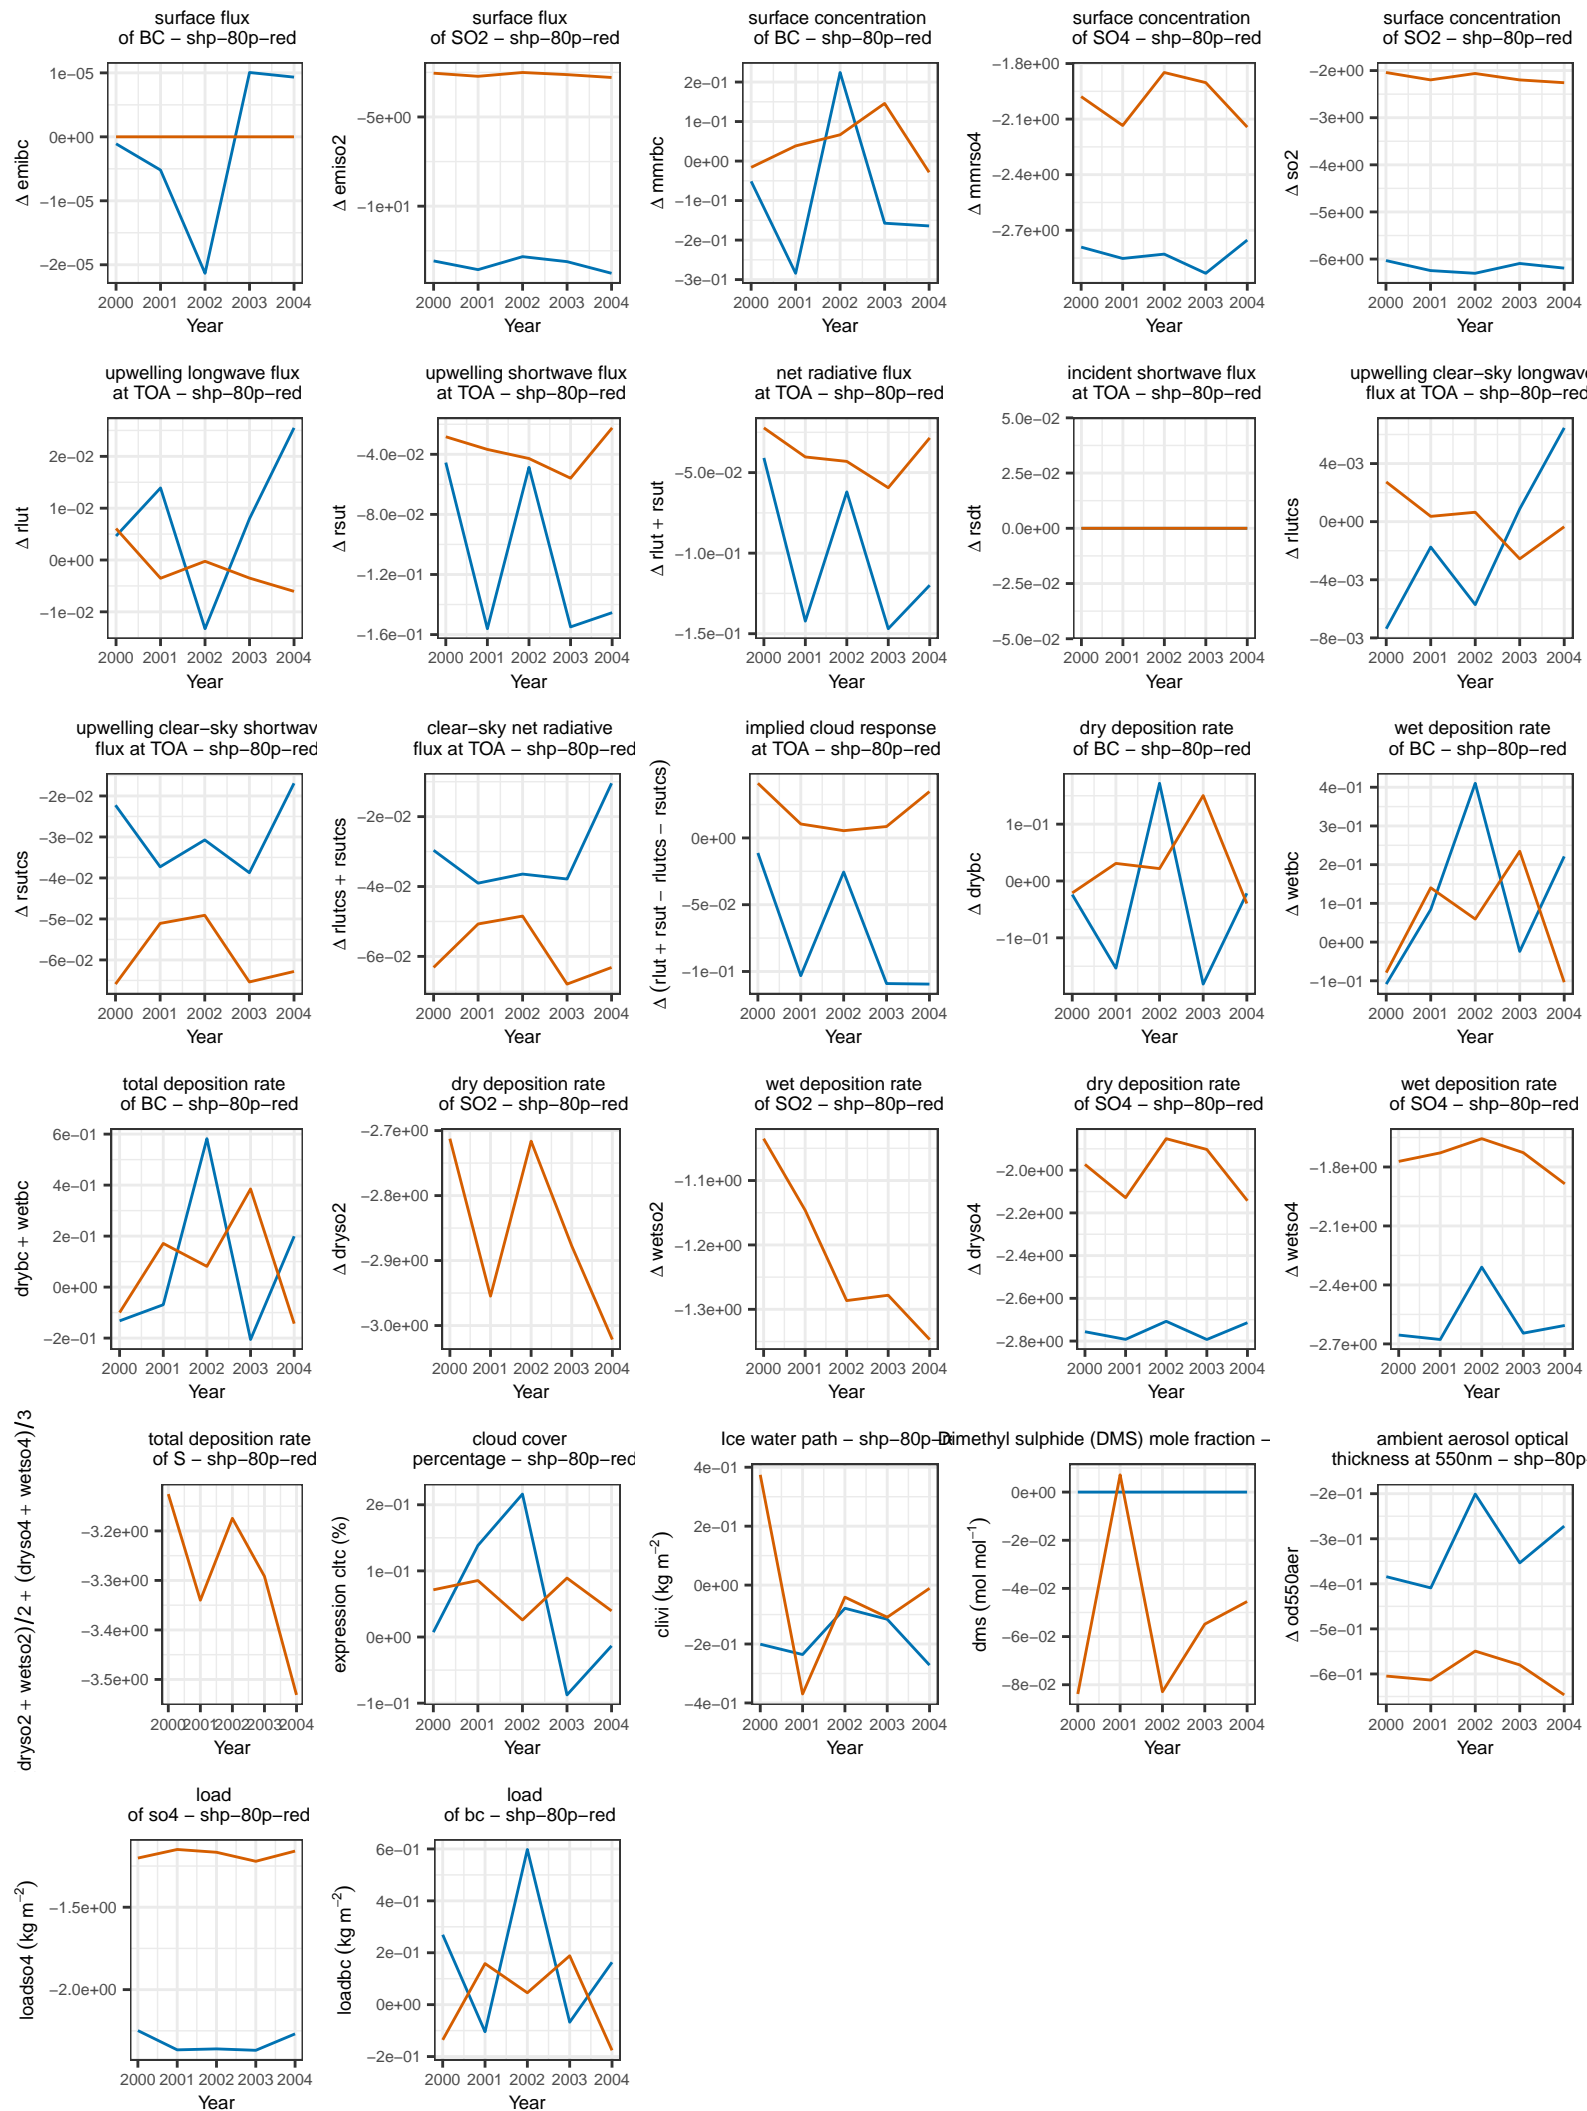 surface flux
of BC − shp−80p−red
Δ emibc
1e−05
0e+00
−1e−05
−2e−05
2000 2001 2002 2003 2004
Year
surface flux
of SO2 − shp−80p−red
Δ emiso2
−5e+00
−1e+01
2000 2001 2002 2003 2004
Year
surface concentration
of BC − shp−80p−red
Δ mmrbc
2e−01
1e−01
0e+00
−1e−01
−2e−01
−3e−01
2000 2001 2002 2003 2004
Year
surface concentration
of SO4 − shp−80p−red
Δ mmrso4
−1.8e+00
−2.1e+00
−2.4e+00
−2.7e+00
2000 2001 2002 2003 2004
Year
surface concentration
of SO2 − shp−80p−red
Δ so2
−2e+00
−3e+00
−4e+00
−5e+00
−6e+00
2000 2001 2002 2003 2004
Year
upwelling longwave flux
at TOA − shp−80p−red
Δ rlut
2e−02
1e−02
0e+00
−1e−02
2000 2001 2002 2003 2004
Year
upwelling shortwave flux
at TOA − shp−80p−red
Δ rsut
−4.0e−02
−8.0e−02
−1.2e−01
−1.6e−01
2000 2001 2002 2003 2004
Year
net radiative flux
at TOA − shp−80p−red
Δ rlut + rsut
−5.0e−02
−1.0e−01
−1.5e−01
2000 2001 2002 2003 2004
Year
incident shortwave flux
at TOA − shp−80p−red
Δ rsdt
5.0e−02
2.5e−02
0.0e+00
−2.5e−02
−5.0e−02
2000 2001 2002 2003 2004
Year
upwelling clear−sky longwave
flux at TOA − shp−80p−red
Δ rlutcs
4e−03
0e+00
−4e−03
−8e−03
2000 2001 2002 2003 2004
Year
upwelling clear−sky shortwav
flux at TOA − shp−80p−red
Δ rsutcs
−2e−02
−3e−02
−4e−02
−5e−02
−6e−02
2000 2001 2002 2003 2004
Year
clear−sky net radiative
flux at TOA − shp−80p−red
Δ rlutcs + rsutcs
−2e−02
−4e−02
−6e−02
2000 2001 2002 2003 2004
Year
implied cloud response
at TOA − shp−80p−red
Δ (rlut + rsut − rlutcs − rsutcs)
0e+00
−5e−02
−1e−01
2000 2001 2002 2003 2004
Year
dry deposition rate
of BC − shp−80p−red
Δ drybc
1e−01
0e+00
−1e−01
2000 2001 2002 2003 2004
Year
wet deposition rate
of BC − shp−80p−red
Δ wetbc
4e−01
3e−01
2e−01
1e−01
0e+00
−1e−01
2000 2001 2002 2003 2004
Year
total deposition rate
of BC − shp−80p−red
drybc + wetbc
6e−01
4e−01
2e−01
0e+00
−2e−01
2000 2001 2002 2003 2004
Year
dry deposition rate
of SO2 − shp−80p−red
Δ dryso2
−2.7e+00
−2.8e+00
−2.9e+00
−3.0e+00
2000 2001 2002 2003 2004
Year
wet deposition rate
of SO2 − shp−80p−red
Δ wetso2
−1.1e+00
−1.2e+00
−1.3e+00
2000 2001 2002 2003 2004
Year
dry deposition rate
of SO4 − shp−80p−red
Δ dryso4
−2.0e+00
−2.2e+00
−2.4e+00
−2.6e+00
−2.8e+00
2000 2001 2002 2003 2004
Year
wet deposition rate
of SO4 − shp−80p−red
Δ wetso4
−1.8e+00
−2.1e+00
−2.4e+00
−2.7e+00
2000 2001 2002 2003 2004
Year
total deposition rate
of S − shp−80p−red
dryso2 + wetso2)/2 + (dryso4 + wetso4)/3
−3.2e+00
−3.3e+00
−3.4e+00
−3.5e+00
2000 2001 2002 2003 2004
Year
cloud cover
percentage − shp−80p−red
expression cltc (%)
2e−01
1e−01
0e+00
−1e−01
2000 2001 2002 2003 2004
Year
Ice water path − shp−80p−
clivi (kg m−2)
4e−01
2e−01
0e+00
−2e−01
−4e−01
2000 2001 2002 2003 2004
Year
Dimethyl sulphide (DMS) mole fraction −
dms (mol mol−1)
0e+00
−2e−02
−4e−02
−6e−02
−8e−02
2000 2001 2002 2003 2004
Year
ambient aerosol optical
thickness at 550nm − shp−80p
Δ od550aer
−2e−01
−3e−01
−4e−01
−5e−01
−6e−01
2000 2001 2002 2003 2004
Year
load
of so4 − shp−80p−red
loadso4 (kg m−2)
−1.5e+00
−2.0e+00
2000 2001 2002 2003 2004
Year
load
of bc − shp−80p−red
loadbc (kg m−2)
6e−01
4e−01
2e−01
0e+00
−2e−01
2000 2001 2002 2003 2004
Year